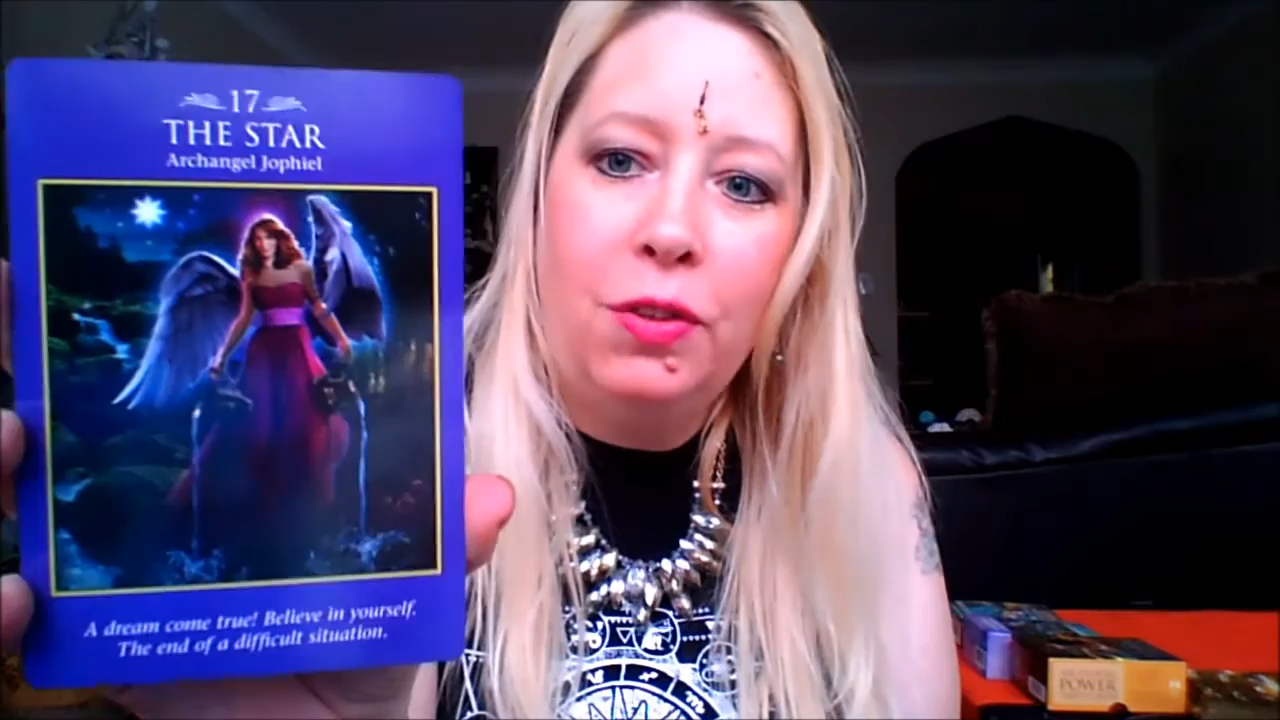 17
THE STAR
Archangel Jophiel
A dream come true! Believe in yourself.
The end of a difficult situation.
POWER